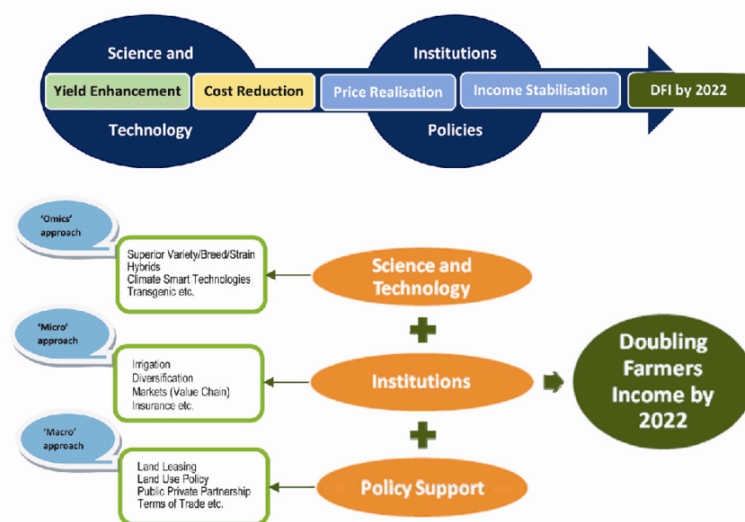 Science and
Institutions
Yield Enhancement
Cost Reduction
Price Realisation
Income Stabilisation
DFI by 2022
Technology
Policies
'Omics'
approach
Superior Variety/Breed/Strain
Hybrids
Climate Smart Technologies
Transgenic etc.
Science and
Technology
'Micro'
approach
Irrigation
Diversification
Markets (Value Chain)
Insurance etc.
Institutions
Doubling
Farmers
Income by
2022
'Macro'
approach
Land Leasing
Land Use Policy
Public Private Partnership
Terms of Trade etc.
Policy Support